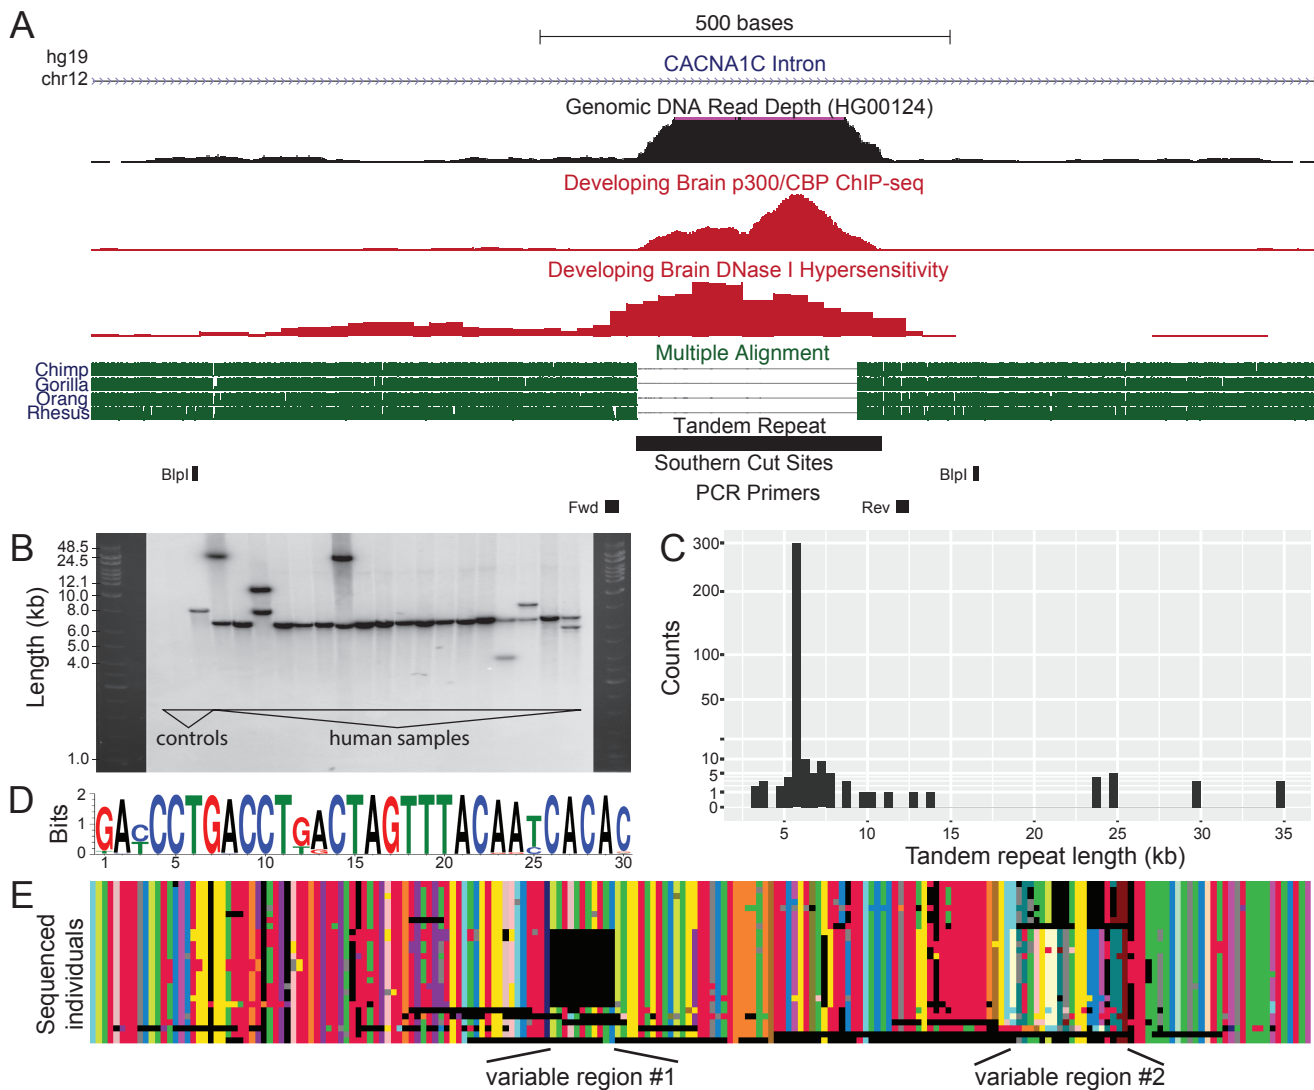 A
500 bases
hg19
chr12
CACNA1C Intron
Genomic DNA Read Depth (HG00124)
Developing Brain p300/CBP ChIP-seq
Developing Brain DNase I Hypersensitivity
Multiple Alignment
Chimp
Gorilla
Orang
Rhesus
Tandem Repeat
Southern Cut Sites
BlpI
BlpI
PCR Primers
Fwd
Rev
B
Length (kb)
48.5
24.5
12.1
10.0
8.0
6.0
5.0
4.0
1.0
controls
human samples
C
Counts
300
200
100
50
10
5
1
0
5 10 15 20 25 30 35
Tandem repeat length (kb)
D
Bits
2
1
0
GACCCTGACCTGACTAGTTTACAATCACAC
1 5 10 15 20 25 30
E
Sequenced
individuals
variable region #1
variable region #2